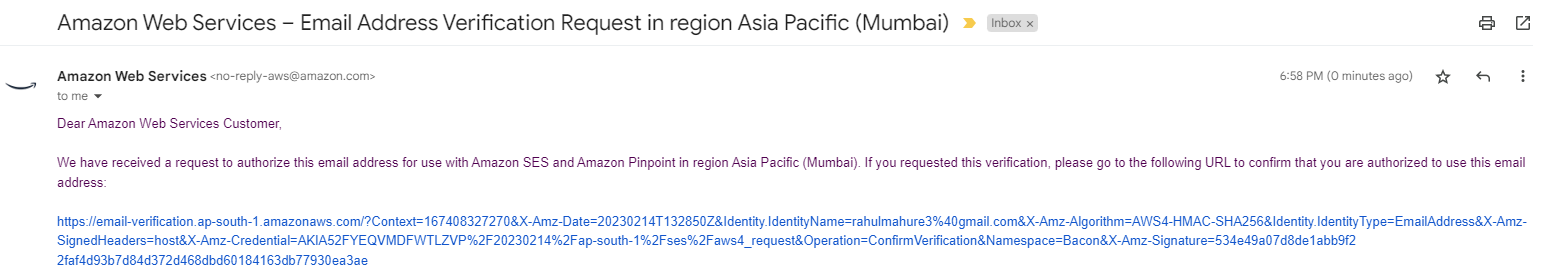 Amazon Web Services – Email Address Verification Request in region Asia Pacific (Mumbai) Inbox ×
Amazon Web Services <no-reply-aws@amazon.com> 6:58 PM (0 minutes ago)
to me
Dear Amazon Web Services Customer,
We have received a request to authorize this email address for use with Amazon SES and Amazon Pinpoint in region Asia Pacific (Mumbai). If you requested this verification, please go to the following URL to confirm that you are authorized to use this email
address:
https://email-verification.ap-south-1.amazonaws.com/?Context=167408327270&X-Amz-Date=20230214T132850Z&Identity.IdentityName=rahulmahure3%40gmail.com&X-Amz-Algorithm=AWS4-HMAC-SHA256&Identity.IdentityType=EmailAddress&X-Amz-
SignedHeaders=host&X-Amz-Credential=AKIA52FYEQVMDFWTLZVP%2F20230214%2Fap-south-1%2Fses%2Faws4_request&Operation=ConfirmVerification&Namespace=Bacon&X-Amz-Signature=534e49a07d8de1abb9f2
2faf4d93b7d84d372d468dbd60184163db77930ea3ae